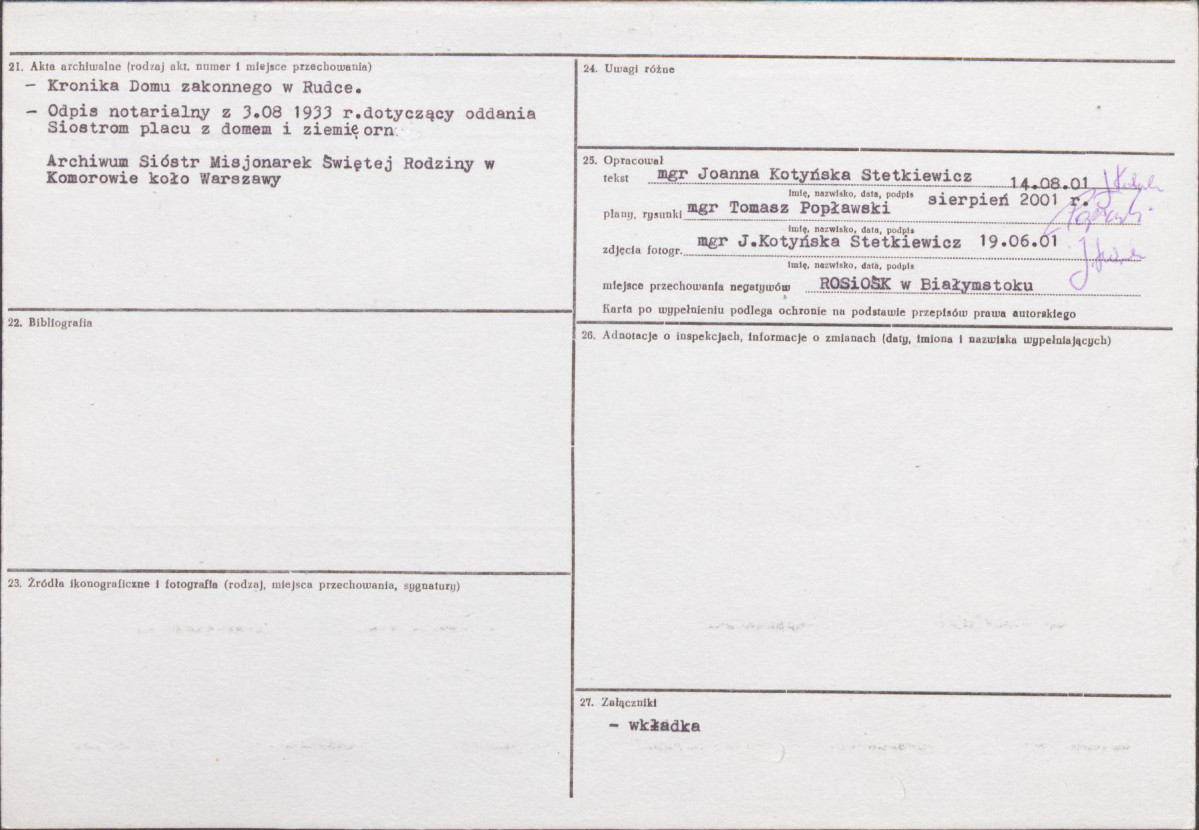 21. Akta archiwalne (rodzaj akt, numer i miejsce przechowania)
— Kronika Domu zakonnego w Rudce.
— Odpis notarialny z 3.08 1933 r.dotyczący oddania
Siostrom placu z domem i ziemię orn
Archiwum Sióstr Misjonarek Świętej Rodziny w
Komorowie koło Warszawy
22. Bibliografia
23. Źródła ikonograficzne i fotografia (rodzaj, miejsca przechowania, sygnatury)
24. Uwagi różne
25. Opracował
tekst mgr Joanna Kotyńska Stetkiewicz 14.08.01
imię, nazwisko, data, podpis
plany, rysunki mgr Tomasz Popławski sierpień 2001 r.
imię, nazwisko, data, podpis
zdjęcia fotogr. mgr J.Kotyńska Stetkiewicz 19.06.01
imię, nazwisko, data, podpis
miejsce przechowania negatywów ROSiOSK w Białymstoku
Karta po wypełnieniu podlega ochronie na podstawie przepisów prawa autorskiego
26. Adnotacje o inspekcjach, informacje o zmianach (daty, imiona i nazwiska wypełniających)
27. Załączniki
— wkładka